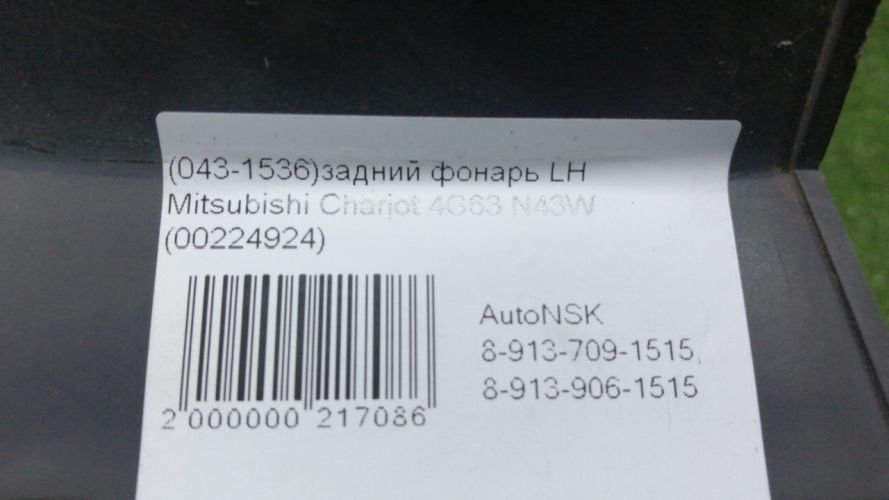 (043-1536)задний фонарь LH
Mitsubishi Chariot 4G63 N43W
(00224924)
AutoNSK
8-913-709-1515,
8-913-906-1515
2 000000 217086